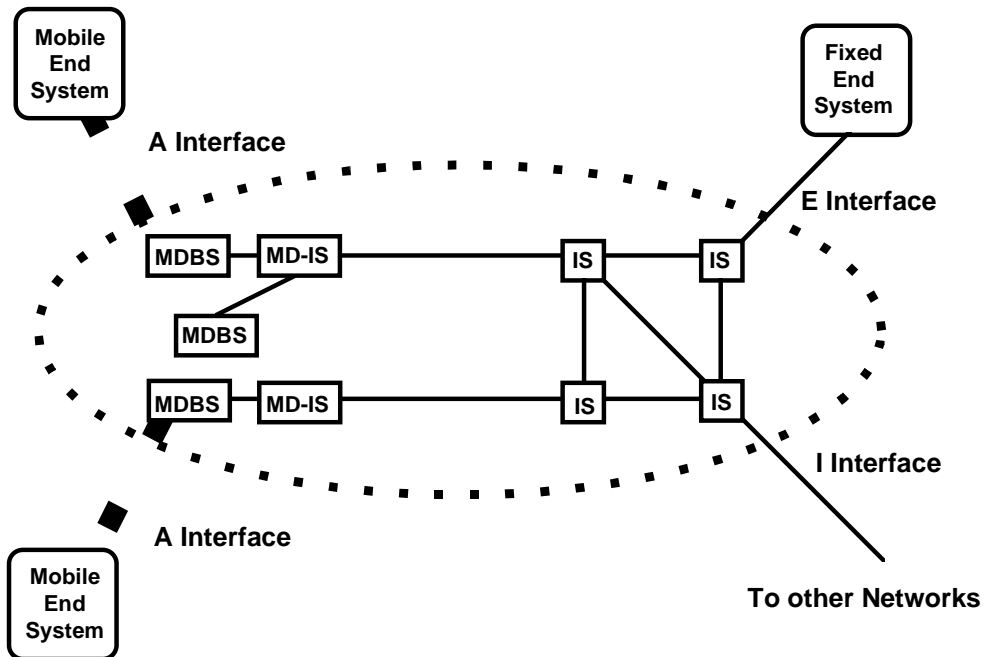 Mobile
End
System
Fixed
End
System
A Interface
E Interface
MDBS
MD-IS
IS
IS
MDBS
MDBS
MD-IS
IS
IS
I Interface
A Interface
Mobile
End
System
To other Networks